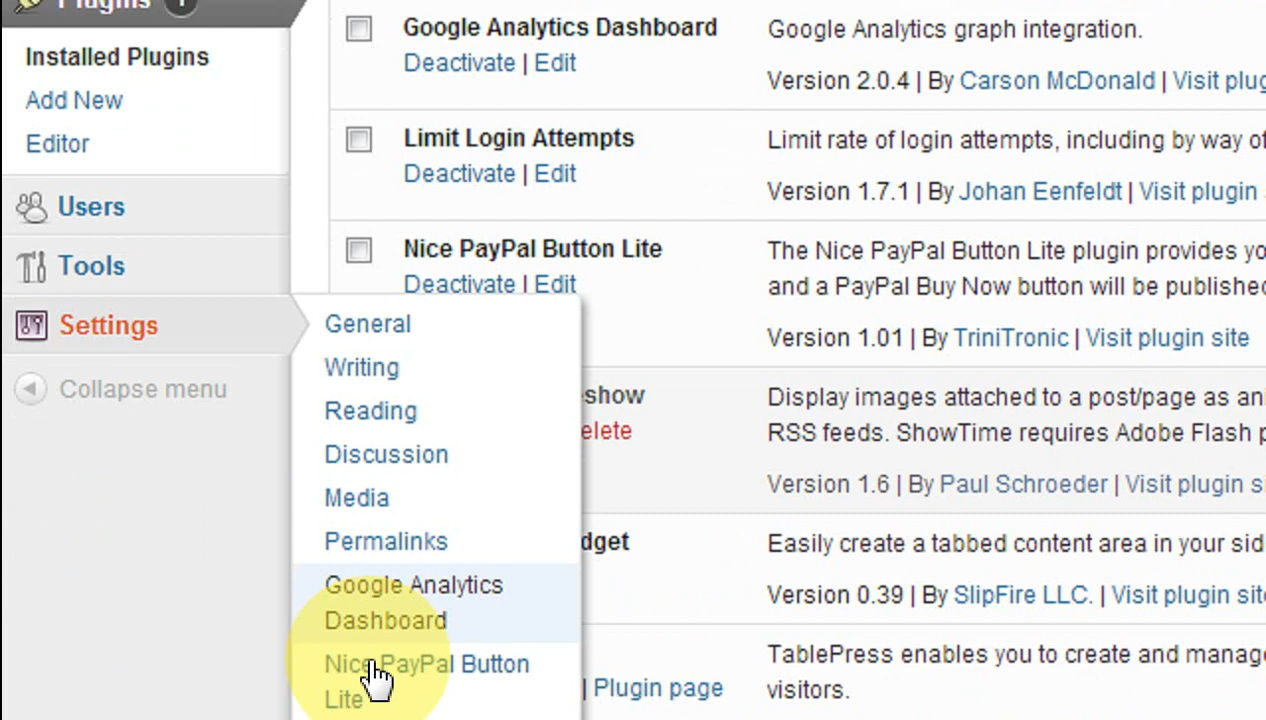 Plugins
Installed Plugins
Add New
Editor
Users
Tools
Settings
Collapse menu
General
Writing
Reading
Discussion
Media
Permalinks
Google Analytics
Dashboard
Nice PayPal Button
Lite
Google Analytics Dashboard
Deactivate | Edit
Google Analytics graph integration.
Version 2.0.4 | By Carson McDonald | Visit plug
Limit Login Attempts
Deactivate | Edit
Limit rate of login attempts, including by way of
Version 1.7.1 | By Johan Eenfeldt | Visit plugin
Nice PayPal Button Lite
Deactivate | Edit
The Nice PayPal Button Lite plugin provides yo
and a PayPal Buy Now button will be published
Version 1.01 | By TriniTronic | Visit plugin site
eshow
elete
Display images attached to a post/page as ani
RSS feeds. ShowTime requires Adobe Flash p
Version 1.6 | By Paul Schroeder | Visit plugin si
dget
Easily create a tabbed content area in your sid
Version 0.39 | By SlipFire LLC. | Visit plugin site
| Plugin page
TablePress enables you to create and manage
visitors.